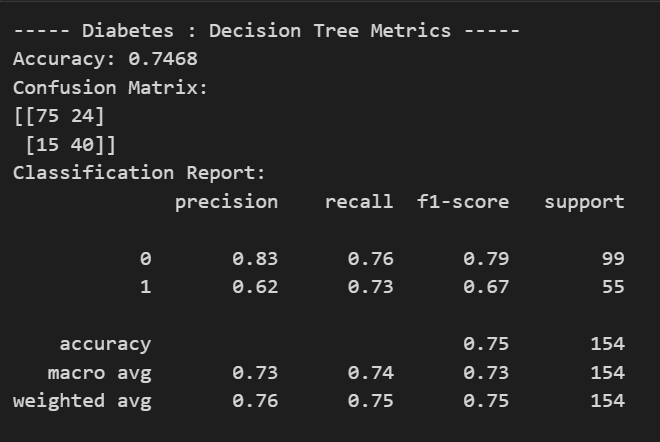 ----- Diabetes : Decision Tree Metrics -----
Accuracy: 0.7468
Confusion Matrix:
[[75 24]
 [15 40]]
Classification Report:
              precision    recall  f1-score   support

           0       0.83      0.76      0.79        99
           1       0.62      0.73      0.67        55

    accuracy                           0.75       154
   macro avg       0.73      0.74      0.73       154
weighted avg       0.76      0.75      0.75       154